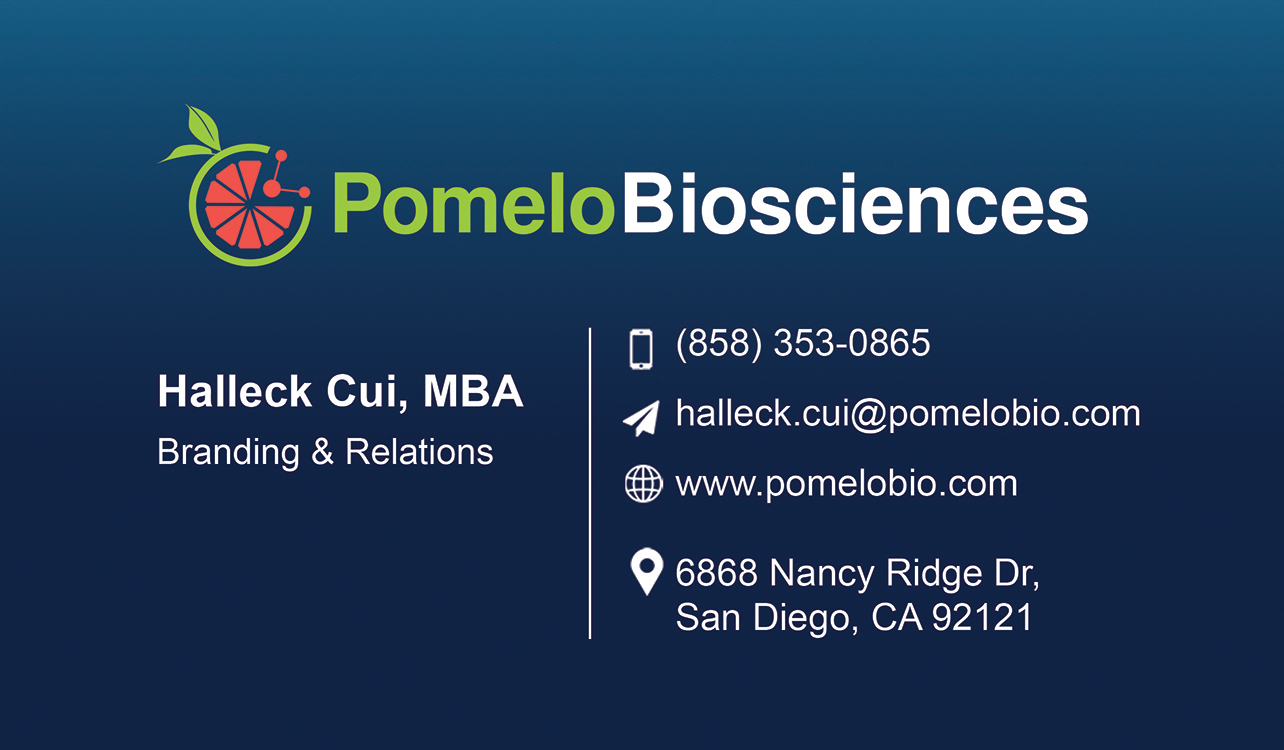 PomeloBiosciences
Halleck Cui, MBA
Branding & Relations
(858) 353-0865
halleck.cui@pomelobio.com
www.pomelobio.com
6868 Nancy Ridge Dr,
San Diego, CA 92121